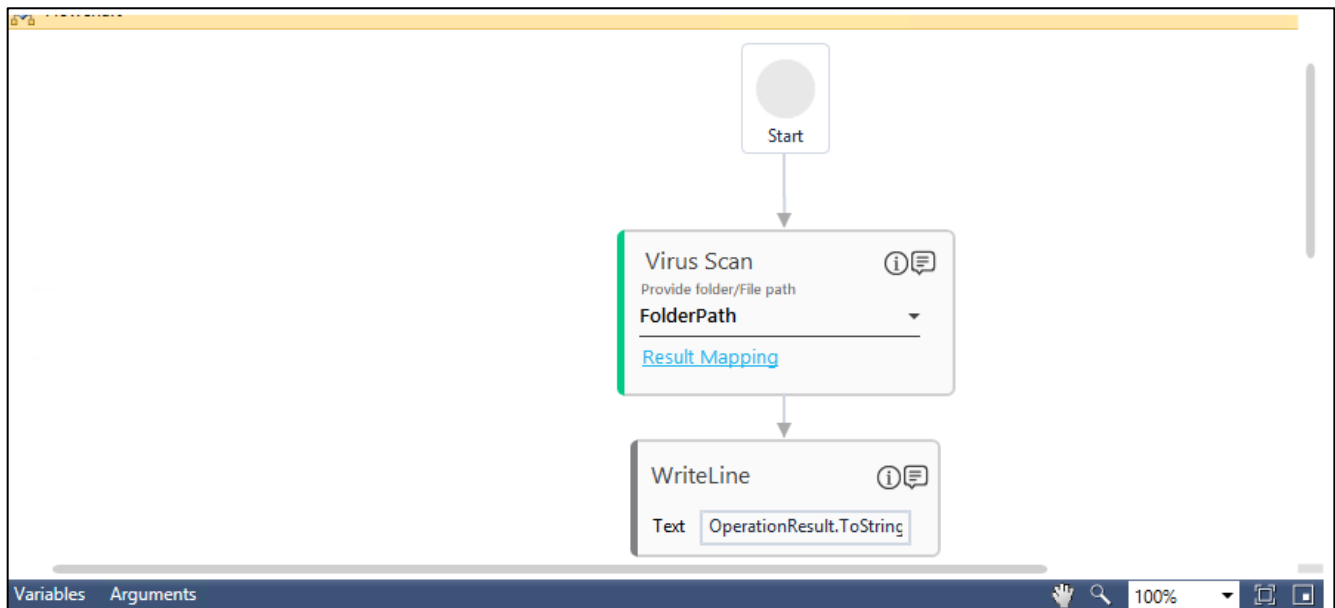 Start
Virus Scan
Provide folder/File path
FolderPath
Result Mapping
WriteLine
Text OperationResult.ToString
Variables Arguments 100%